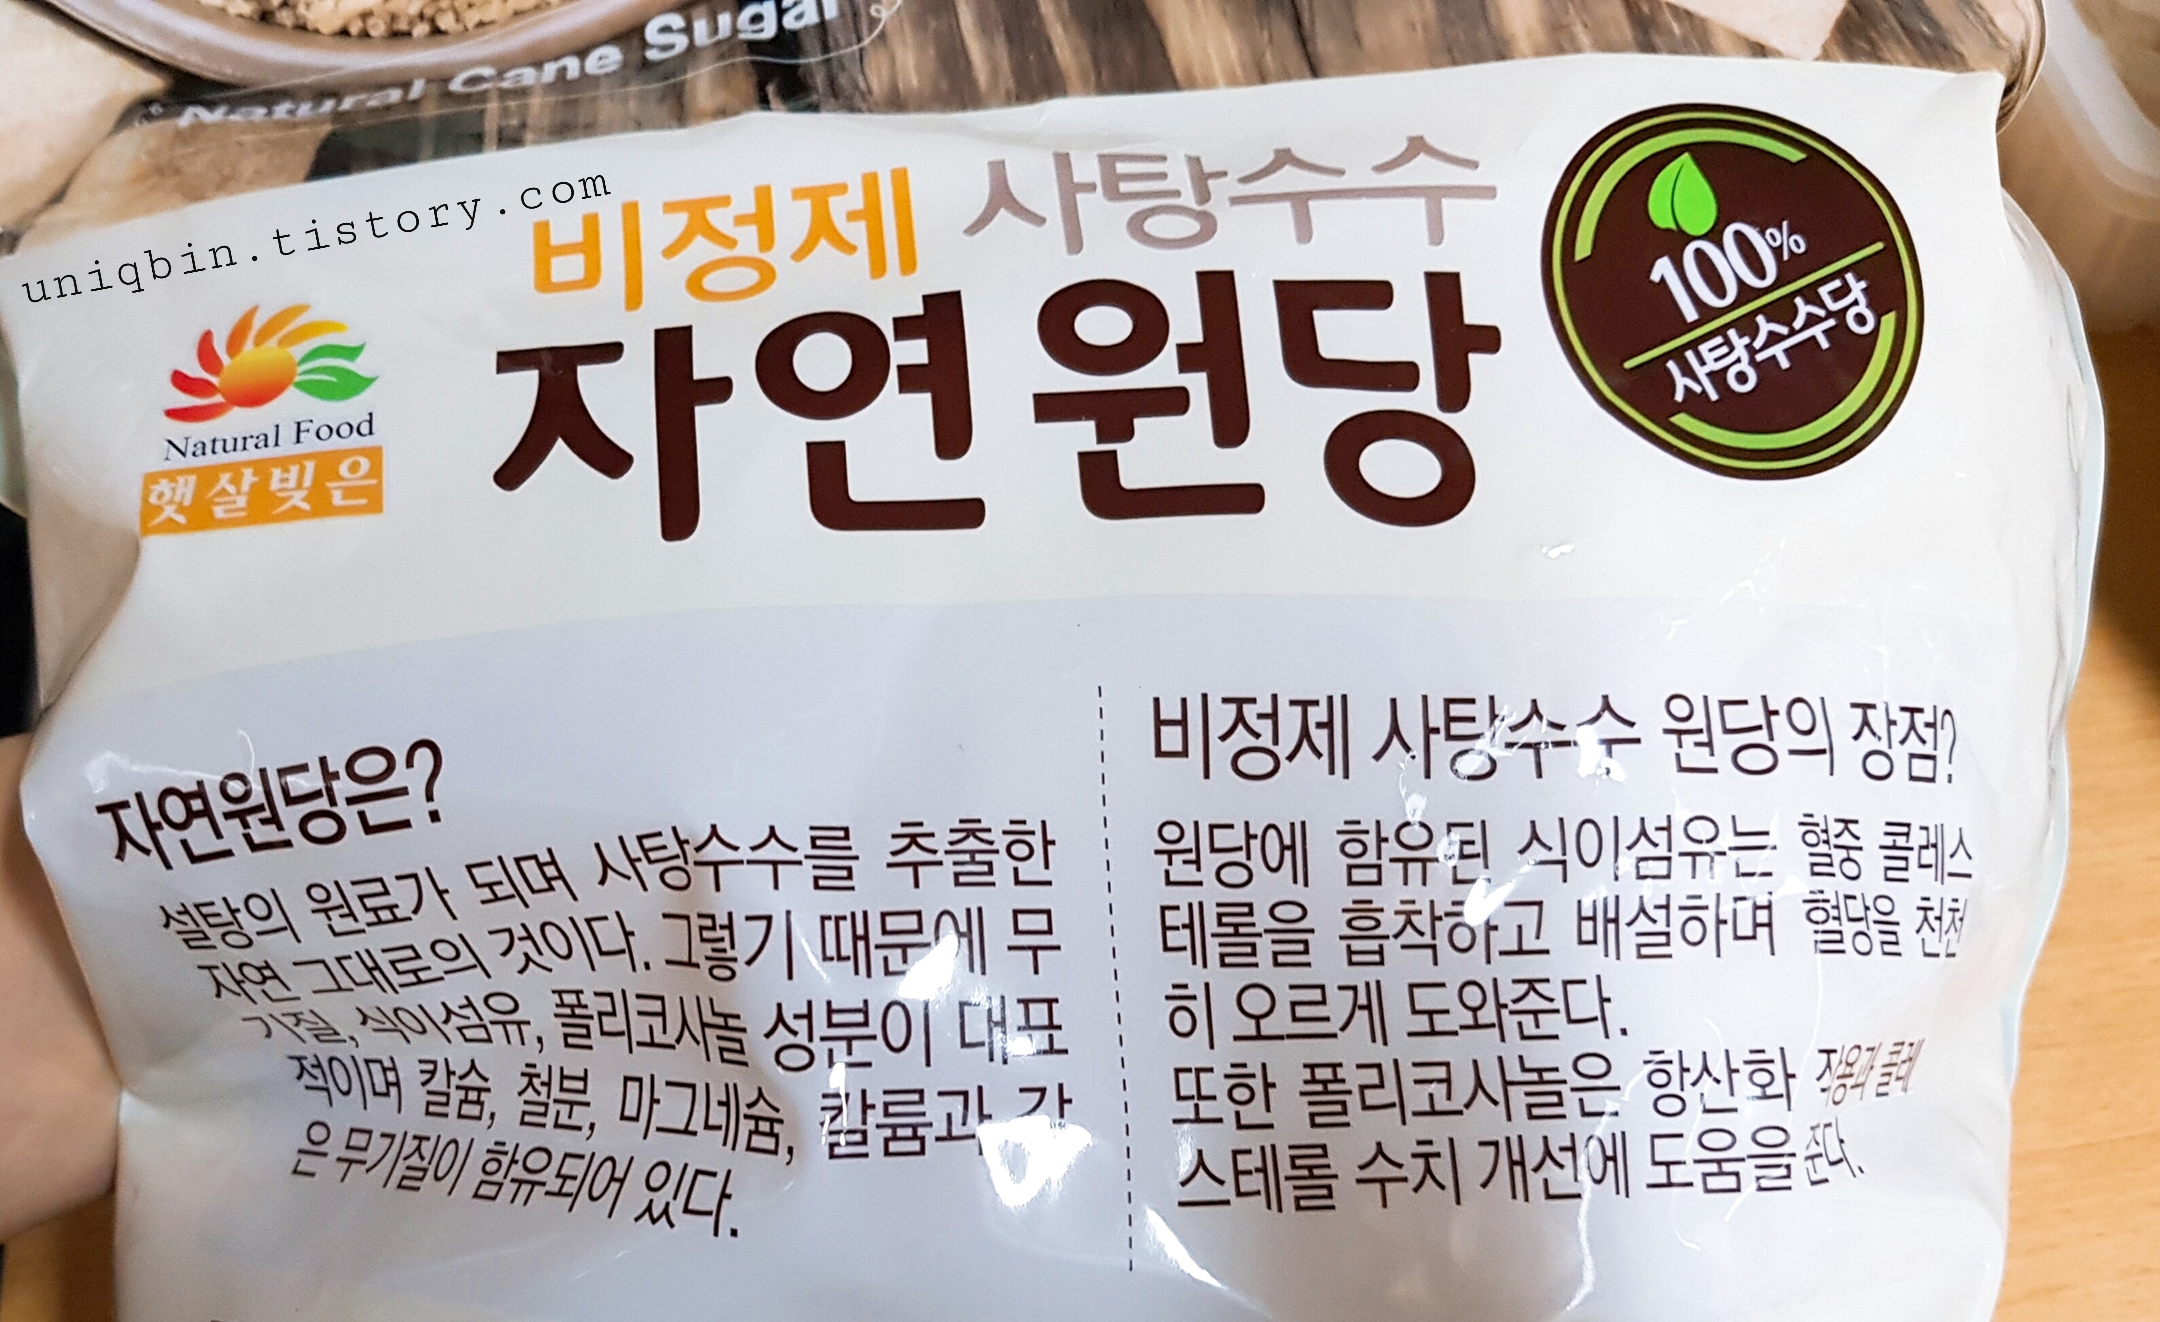 Natural Cane Sugar
uniqbin.tistory.com
비정제 사탕수수
자연 원당
100%
사탕수수당
Natural Food
햇살빛은
자연원당은?
설탕의 원료가 되며 사탕수수를 추출한
자연 그대로의 것이다. 그렇기 때문에 무
기질, 식이섬유, 폴리코사놀 성분이 대표
적이며 칼슘, 철분, 마그네슘, 칼륨과 같
은 무기질이 함유되어 있다.
비정제 사탕수수 원당의 장점?
원당에 함유된 식이섬유는 혈중 콜레스
테롤을 흡착하고 배설하며 혈당을 천천
히 오르게 도와준다.
또한 폴리코사놀은 항산화 작용과 콜레
스테롤 수치 개선에 도움을 준다.